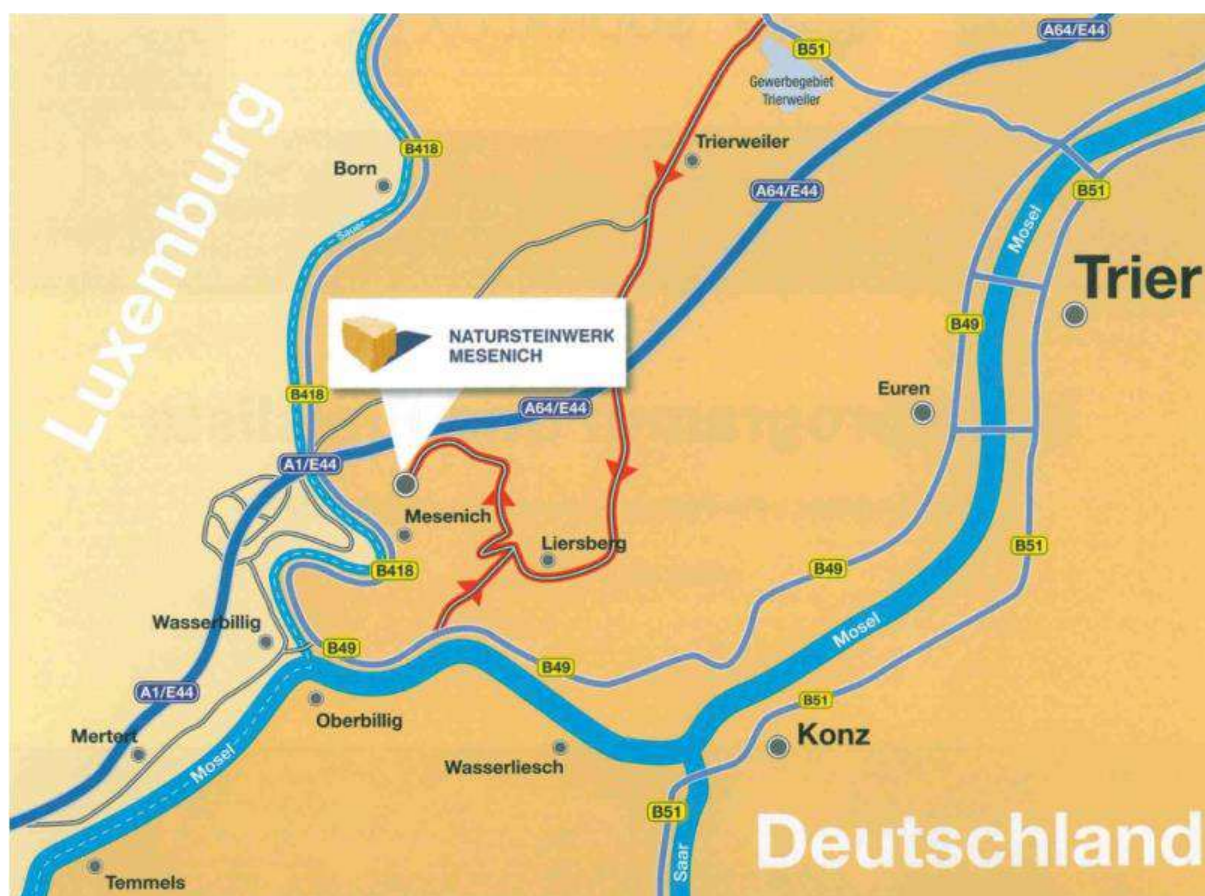 A64/E44
B51
Gewerbegebiet
Trierweiler
Luxemburg
B418
Trierweiler
Born
A64/E44
B51
Sauer
Mosel
Trier
NATURSTEINWERK
MESENICH
B49
B418
Euren
A64/E44
A1/E44
Mesenich
Liersberg
B51
B418
B49
Wasserbillig
Mosel
B49
B49
A1/E44
B51
Oberbillig
Mertert
Konz
Mosel
Wasserliesch
B51
Deutschland
Saar
Temmels